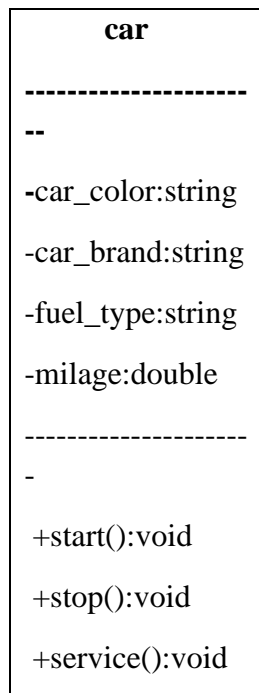 car
---------------------
--
-car_color:string
-car_brand:string
-fuel_type:string
-milage:double
---------------------
-
+start():void
+stop():void
+service():void